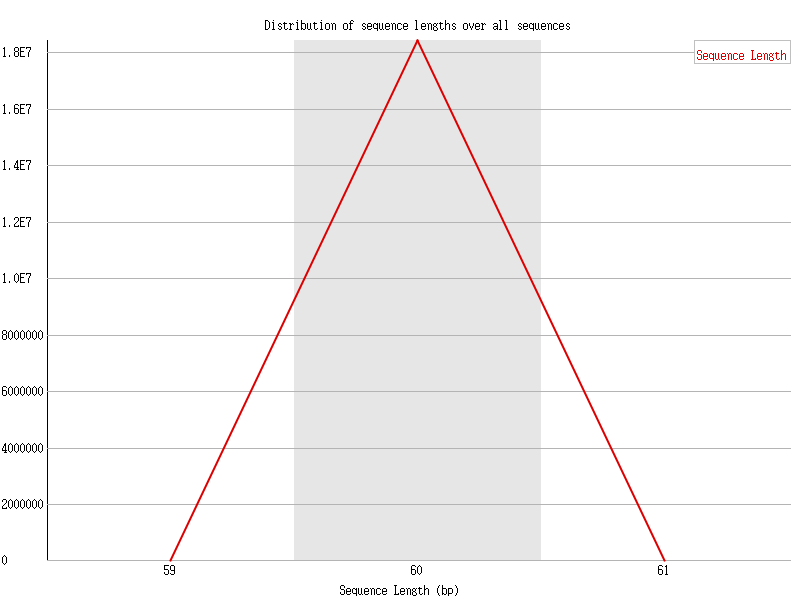 Distribution of sequence lengths over all sequences
Sequence Length
1.8E7
1.6E7
1.4E7
1.2E7
1.0E7
8000000
6000000
4000000
2000000
0
59 60 61
Sequence Length (bp)